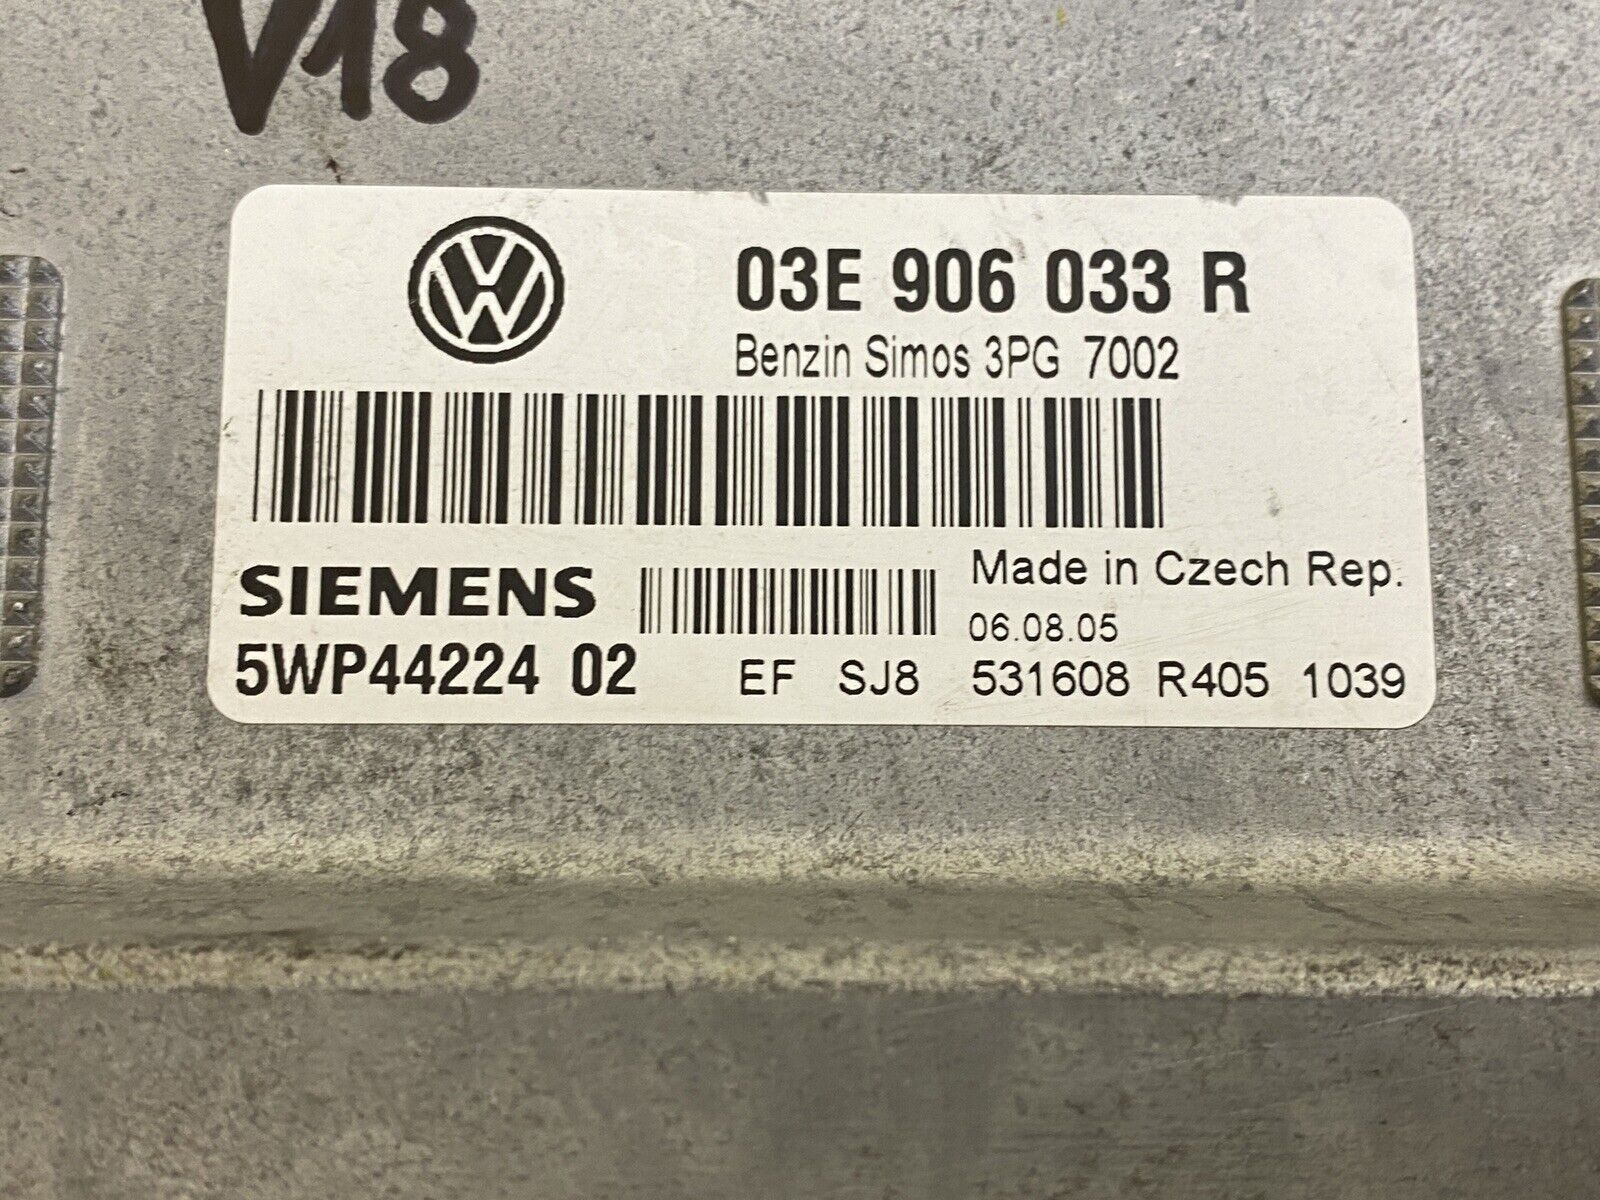 V18
03E 906 033 R
Benzin Simos 3PG 7002
SIEMENS
Made in Czech Rep.
06.08.05
5WP44224 02 EF SJ8 531608 R405 1039